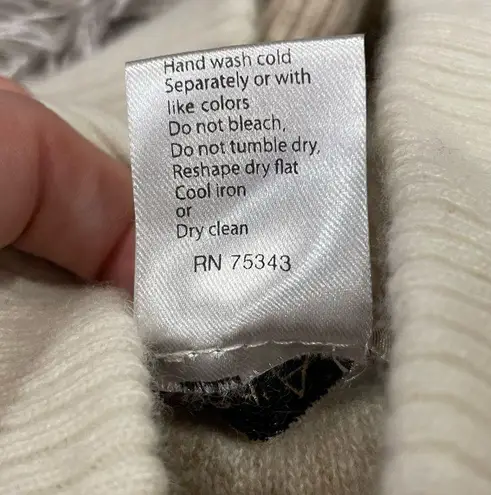 Hand wash cold
Separately or with
like colors
Do not bleach,
Do not tumble dry,
Reshape dry flat
Cool iron
or
Dry clean
RN 75343